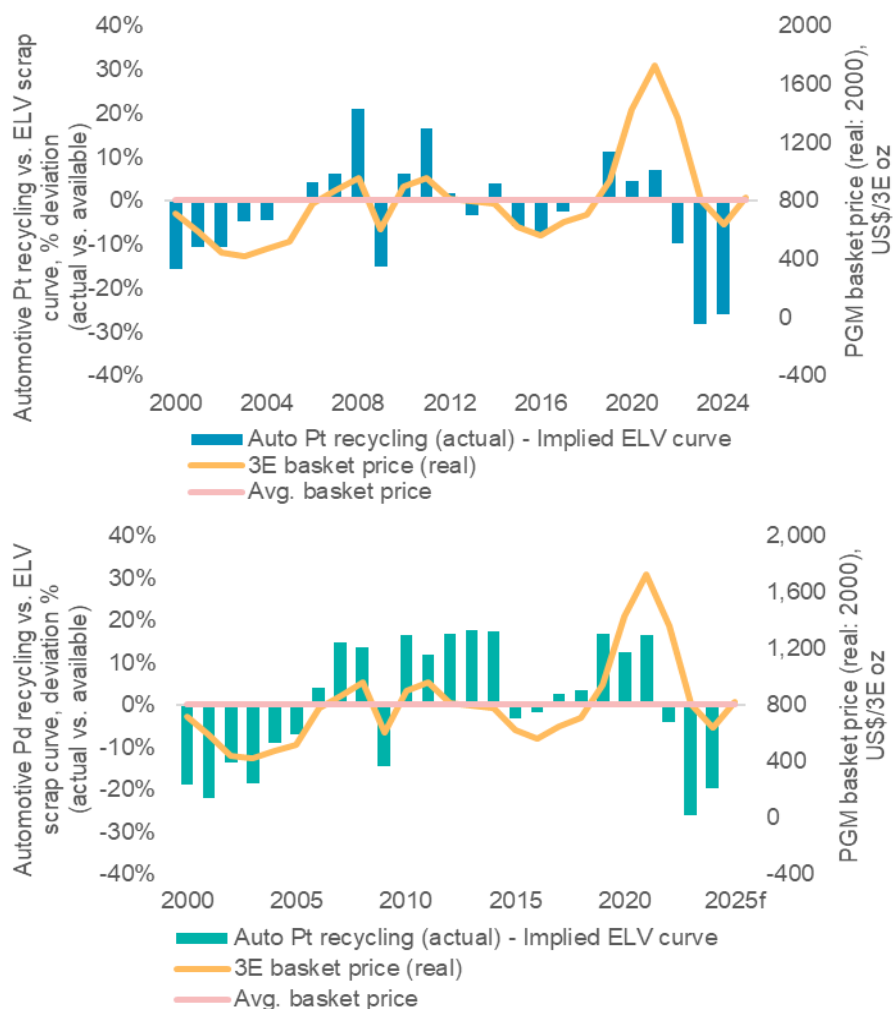 Automotive Pt recycling vs. ELV scrap
curve, % deviation
(actual vs. available)
40%
30%
20%
10%
0%
-10%
-20%
-30%
-40%
2000
1600
1200
800
400
0
-400
PGM basket price (real: 2000),
US$/3E oz
2000 2004 2008 2012 2016 2020 2024
Auto Pt recycling (actual) - Implied ELV curve
3E basket price (real)
Avg. basket price
Automotive Pd recycling vs. ELV
scrap curve, deviation %
(actual vs. available)
40%
30%
20%
10%
0%
-10%
-20%
-30%
-40%
2,000
1,600
1,200
800
400
0
-400
PGM basket price (real: 2000),
US$/3E oz
2000 2005 2010 2015 2020 2025f
Auto Pt recycling (actual) - Implied ELV curve
3E basket price (real)
Avg. basket price